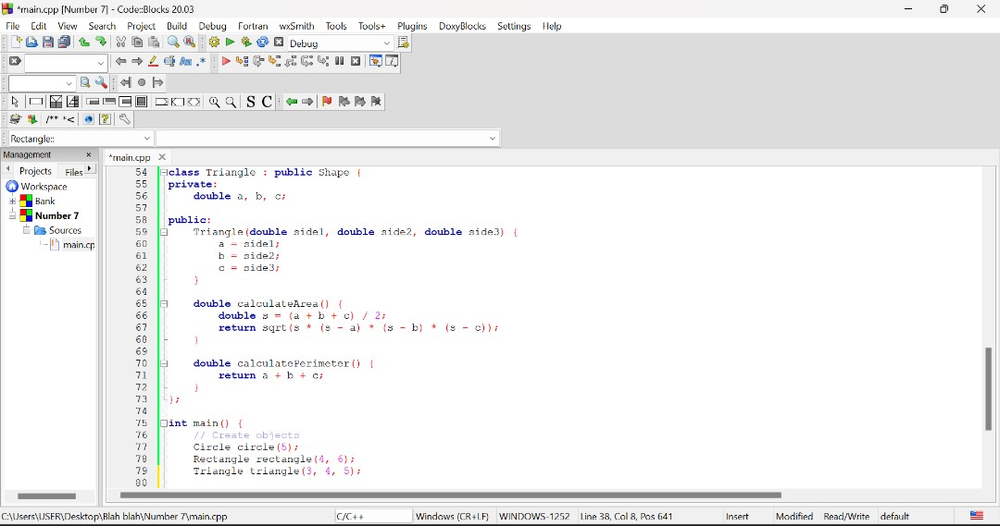 *main.cpp [Number 7] - Code::Blocks 20.03
File Edit View Search Project Build Debug Fortran wxSmith Tools Tools+ Plugins DoxyBlocks Settings Help
Debug
S C
/** *<
Rectangle::
Management
*main.cpp
Projects Files
Workspace
Bank
Number 7
Sources
main.cp
54 class Triangle : public Shape {
55 private:
56 double a, b, c;
57
58 public:
59 Triangle(double side1, double side2, double side3) {
60 a = side1;
61 b = side2;
62 c = side3;
63 }
64
65 double calculateArea() {
66 double s = (a + b + c) / 2;
67 return sqrt(s * (s - a) * (s - b) * (s - c));
68 }
69
70 double calculatePerimeter() {
71 return a + b + c;
72 }
73 };
74
75 int main() {
76 // Create objects
77 Circle circle(5);
78 Rectangle rectangle(4, 6);
79 Triangle triangle(3, 4, 5);
80
C:\Users\USER\Desktop\Blah blah\Number 7\main.cpp C/C++ Windows (CR+LF) WINDOWS-1252 Line 38, Col 8, Pos 641 Insert Modified Read/Write default